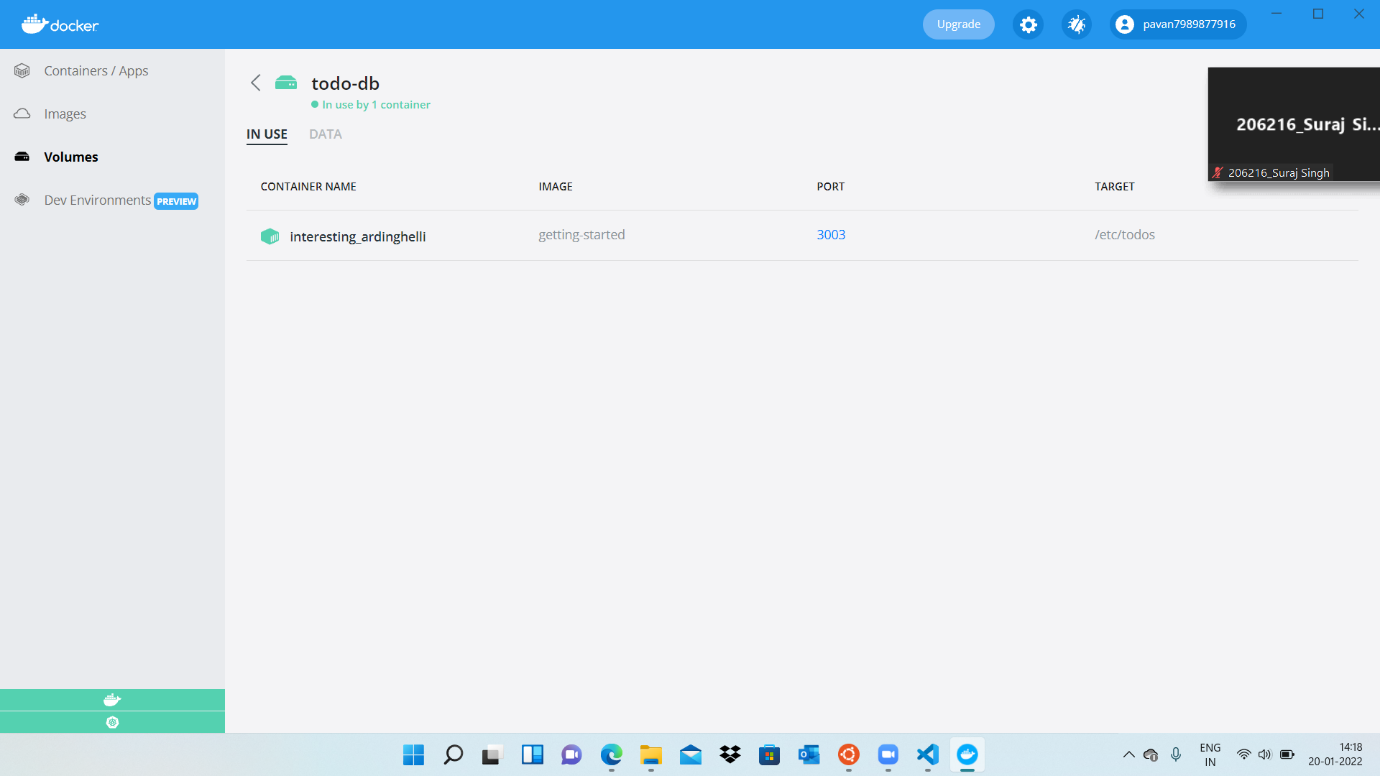 docker
Upgrade
pavan7989877916
Containers / Apps
Images
Volumes
Dev Environments PREVIEW
todo-db
In use by 1 container
IN USE DATA
CONTAINER NAME IMAGE PORT TARGET
interesting_ardinghelli getting-started 3003 /etc/todos
206216_Suraj Si...
206216_Suraj Singh
ENG
IN
14:18
20-01-2022